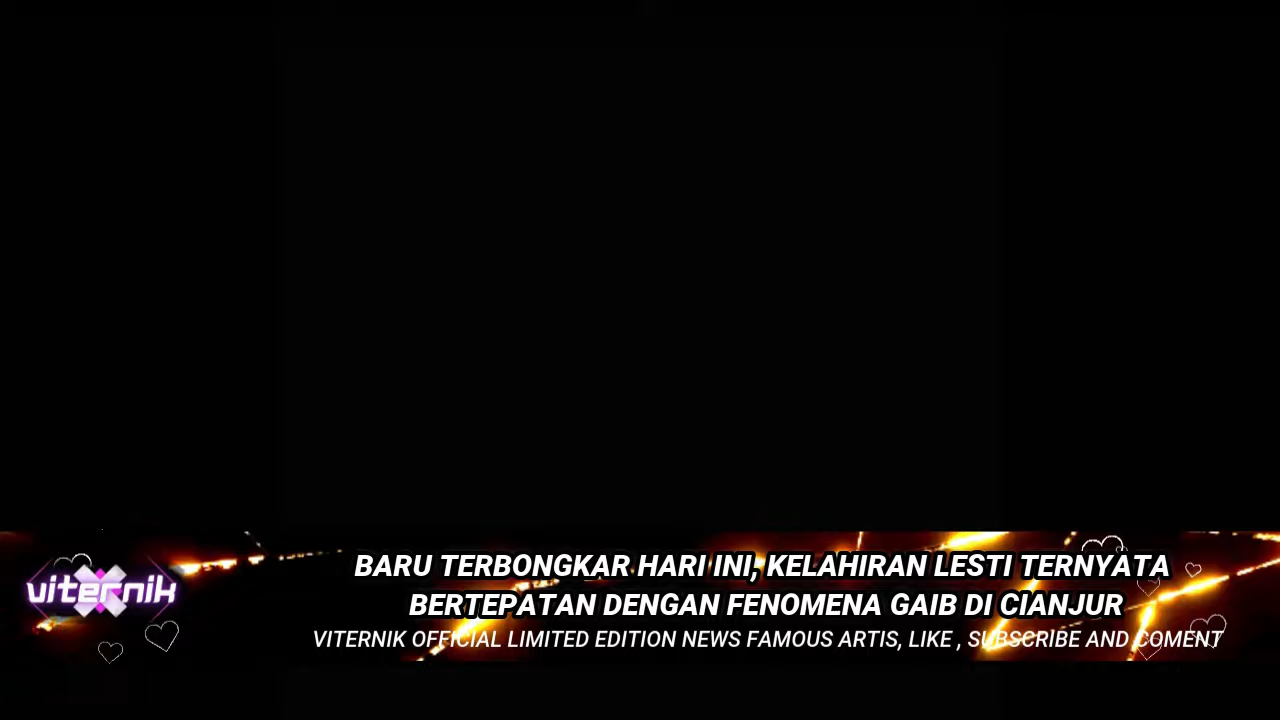 viternik
BARU TERBONGKAR HARI INI, KELAHIRAN LESTI TERNYATA
BERTEPATAN DENGAN FENOMENA GAIB DI CIANJUR
VITERNIK OFFICIAL LIMITED EDITION NEWS FAMOUS ARTIS, LIKE , SUBSCRIBE AND COMENT